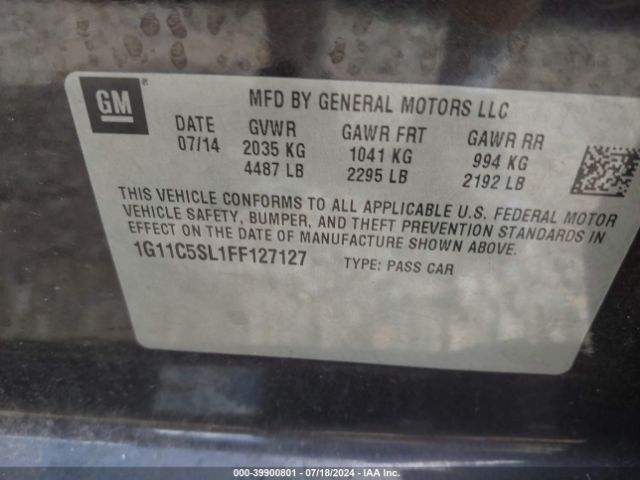 GM ®
MFD BY GENERAL MOTORS LLC
DATE GVWR GAWR FRT GAWR RR
07/14 2035 KG 1041 KG 994 KG
4487 LB 2295 LB 2192 LB
THIS VEHICLE CONFORMS TO ALL APPLICABLE U.S. FEDERAL MOTOR
VEHICLE SAFETY, BUMPER, AND THEFT PREVENTION STANDARDS IN
EFFECT ON THE DATE OF MANUFACTURE SHOWN ABOVE.
1G11C5SL1FF127127 TYPE: PASS CAR
000-39900801 - 07/18/2024 - IAA Inc.